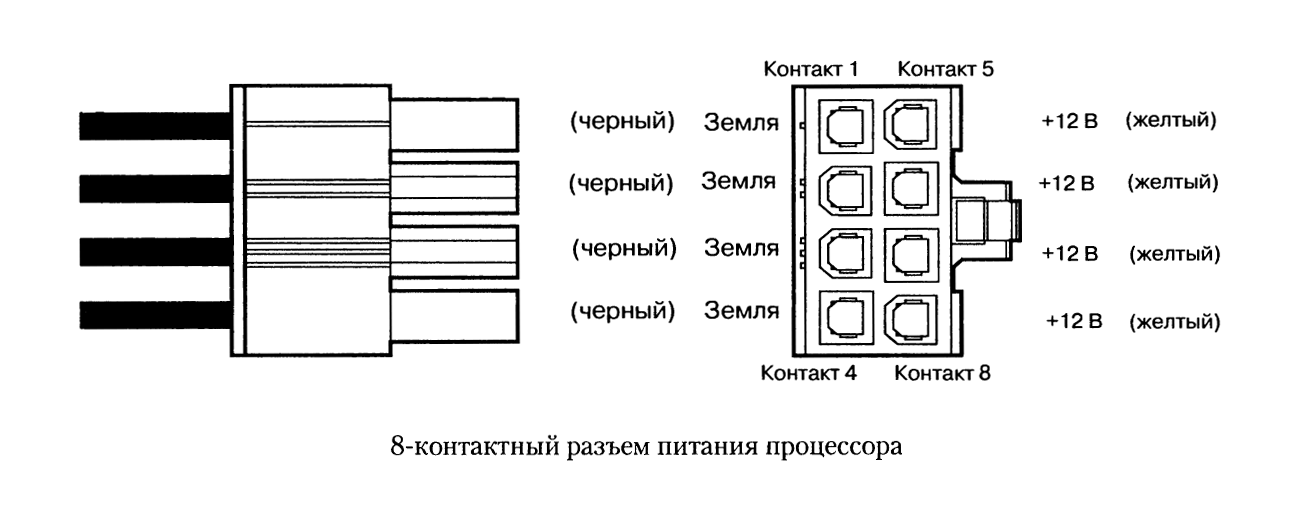 Контакт 1 Контакт 5
(черный) Земля +12 В (желтый)
(черный) Земля +12 В (желтый)
(черный) Земля +12 В (желтый)
(черный) Земля +12 В (желтый)
Контакт 4 Контакт 8
8-контактный разъем питания процессора